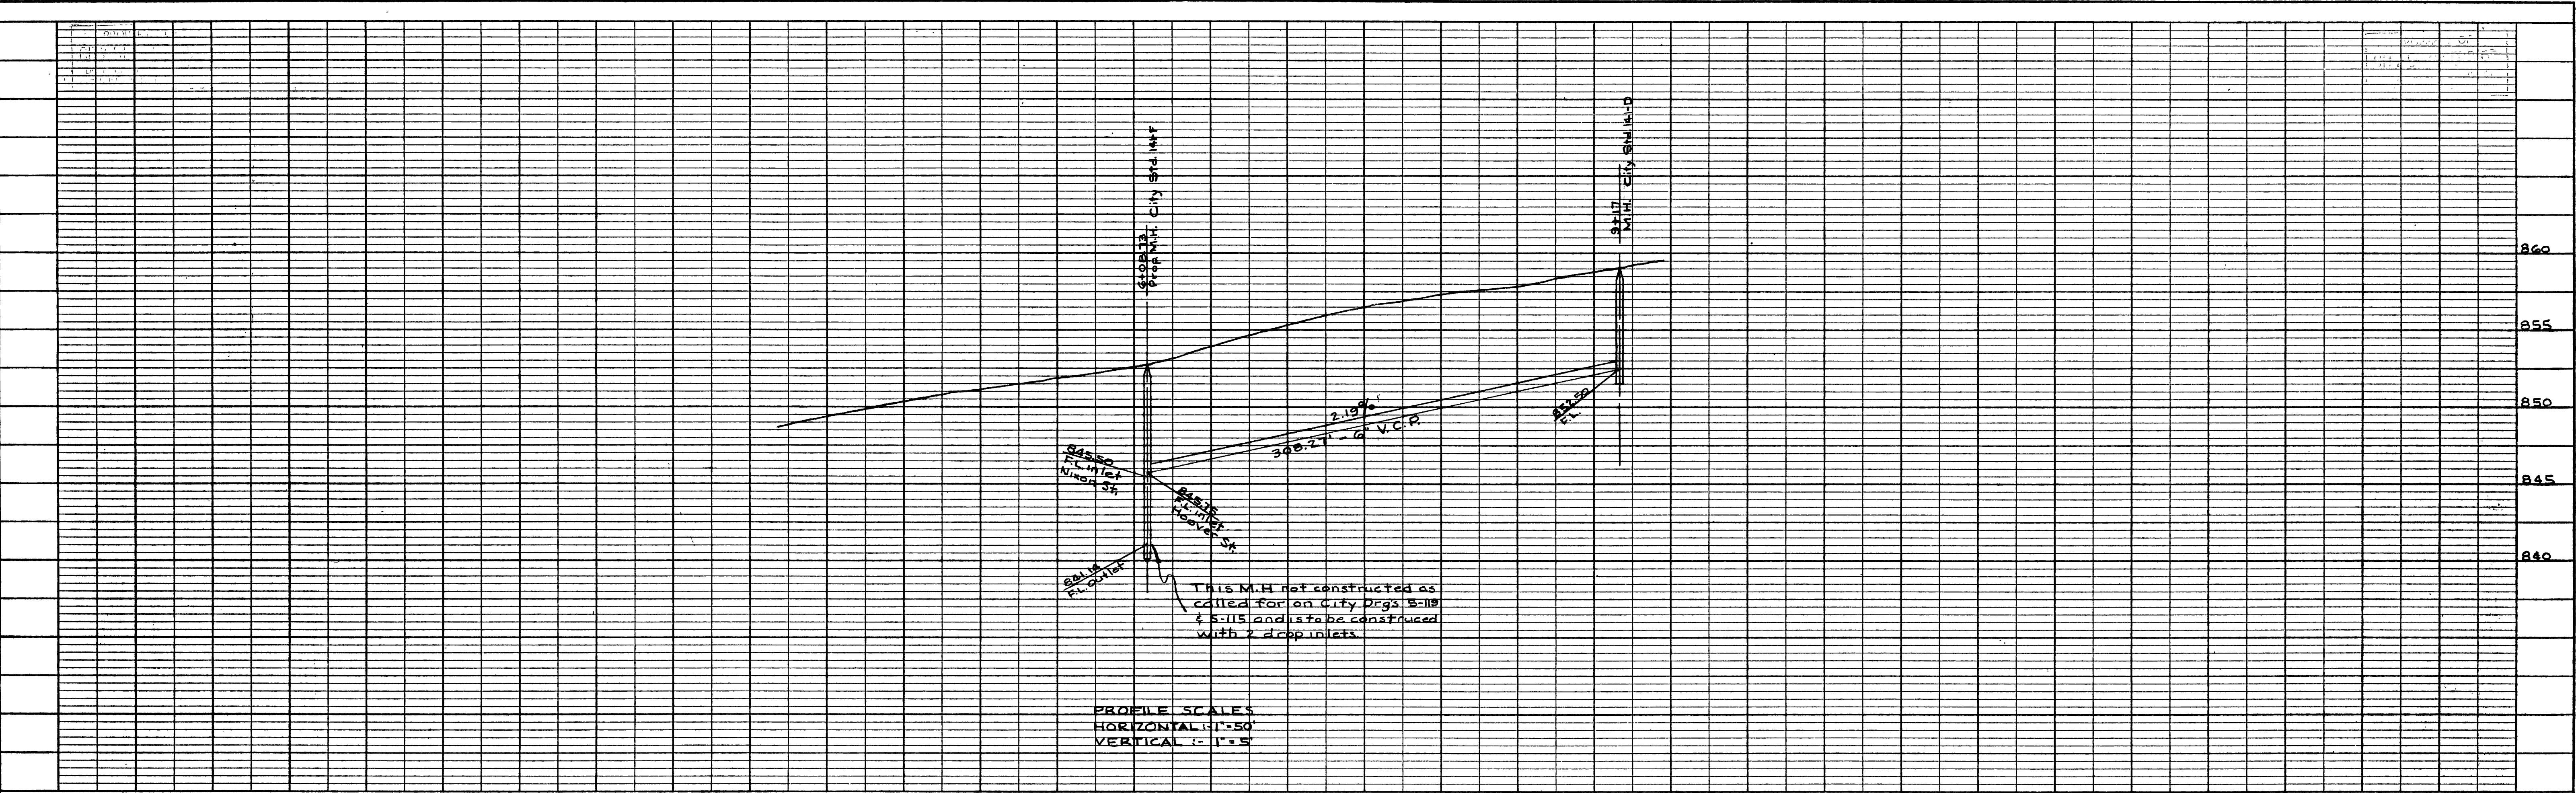 6+08.73
Prop. M.H. City Std. 141-F
9+17
M.H. City Std. 141-D
860
855
850
845
840
2.19%
308.27' - 6" V.C.P.
852.50
F.L.
845.50
F.L. inlet
Nixon St.
845.75
F.L. inlet
Hoover St.
841.14
F.L. outlet
This M.H not constructed as
called for on City Drg's S-119
& S-115 and is to be construced
with 2 drop inlets
PROFILE SCALES
HORIZONTAL :- 1"=50'
VERTICAL :- 1"=5'